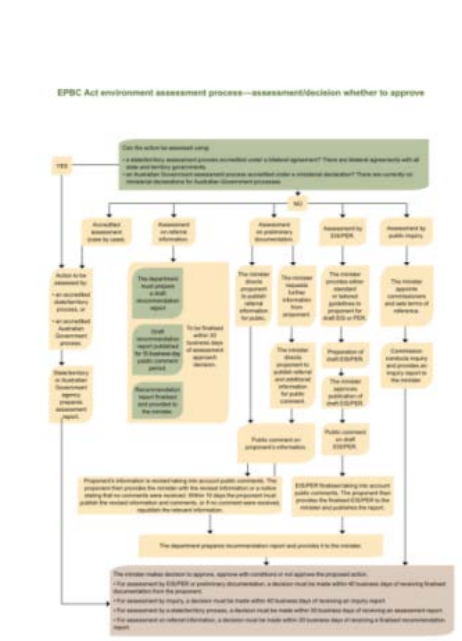 EPBC Act environment assessment process—assessment/decision whether to approve
Can the action be assessed using:
• a state/territory assessment process accredited under a bilateral agreement? There are bilateral agreements with all
state and territory governments.
• an Australian Government assessment process accredited under a ministerial declaration? There are currently no
ministerial declarations for Australian Government processes.
YES
NO
Accredited
assessment
(case by case).
Assessment
on referral
information.
Assessment
on preliminary
documentation.
Assessment by
EIS/PER.
Assessment by
public inquiry.
Action to be
assessed by:
• an accredited
state/territory
process, or
• an accredited
Australian
Government
process
State/territory
or Australian
Government
agency
prepares
assessment
report.
The department
must prepare
a draft
recommendation
report
Draft
recommendation
report published
for 10 business-day
public comment
period.
Recommendation
report finalised
and provided to
the minister.
To be finalised
within 30
business days
of assessment
approach
decision.
The minister
directs
proponent
to publish
referral
information
for public.
The minister
requests
further
information
from
proponent.
The minister
directs
proponent to
publish referral
and additional
information
for public
comment.
Public comment on
proponent's information.
The minister
provides either
standard
or tailored
guidelines to
proponent for
draft EIS or PER.
Preparation of
draft EIS/PER.
The minister
approves
publication of
draft EIS/PER.
Public comment
on draft
EIS/PER.
The minister
appoints
commissioners
and sets terms of
reference.
Commission
conducts inquiry
and provides an
inquiry report to
the minister.
Proponent's information is revised taking into account public comments. The
proponent then provides the minister with the revised information or a notice
stating that no comments were received. Within 10 days the proponent must
publish the revised information and comments, or if no comment were received,
republish the relevant information.
EIS/PER finalised taking into account
public comments. The proponent then
provides the finalised EIS/PER to the
minister and publishes the report.
The department prepares recommendation report and provides it to the minister.
The minister makes decision to approve, approve with conditions or not approve the proposed action.
• For assessment by EIS/PER or preliminary documentation, a decision must be made within 40 business days of receiving finalised
documentation from the proponent.
• For assessment by inquiry, a decision must be made within 40 business days of receiving an inquiry report.
• For assessment by a state/territory process, a decision must be made within 30 business days of receiving an assessment report.
• For assessment on referral information, a decision must be made within 20 business days of receiving a finalised recommendation
report.